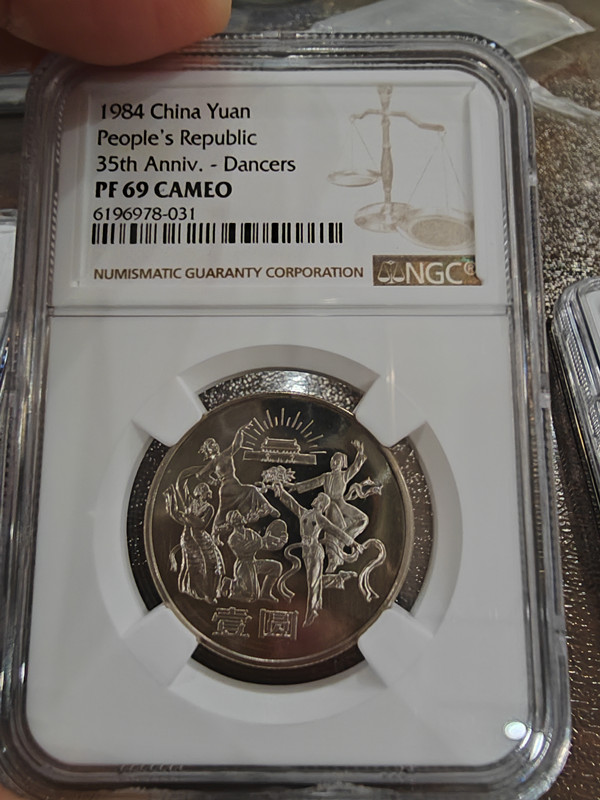 1984 China Yuan
People's Republic
35th Anniv. - Dancers
PF 69 CAMEO
6196978-031
NUMISMATIC GUARANTY CORPORATION NGC®
壹圆